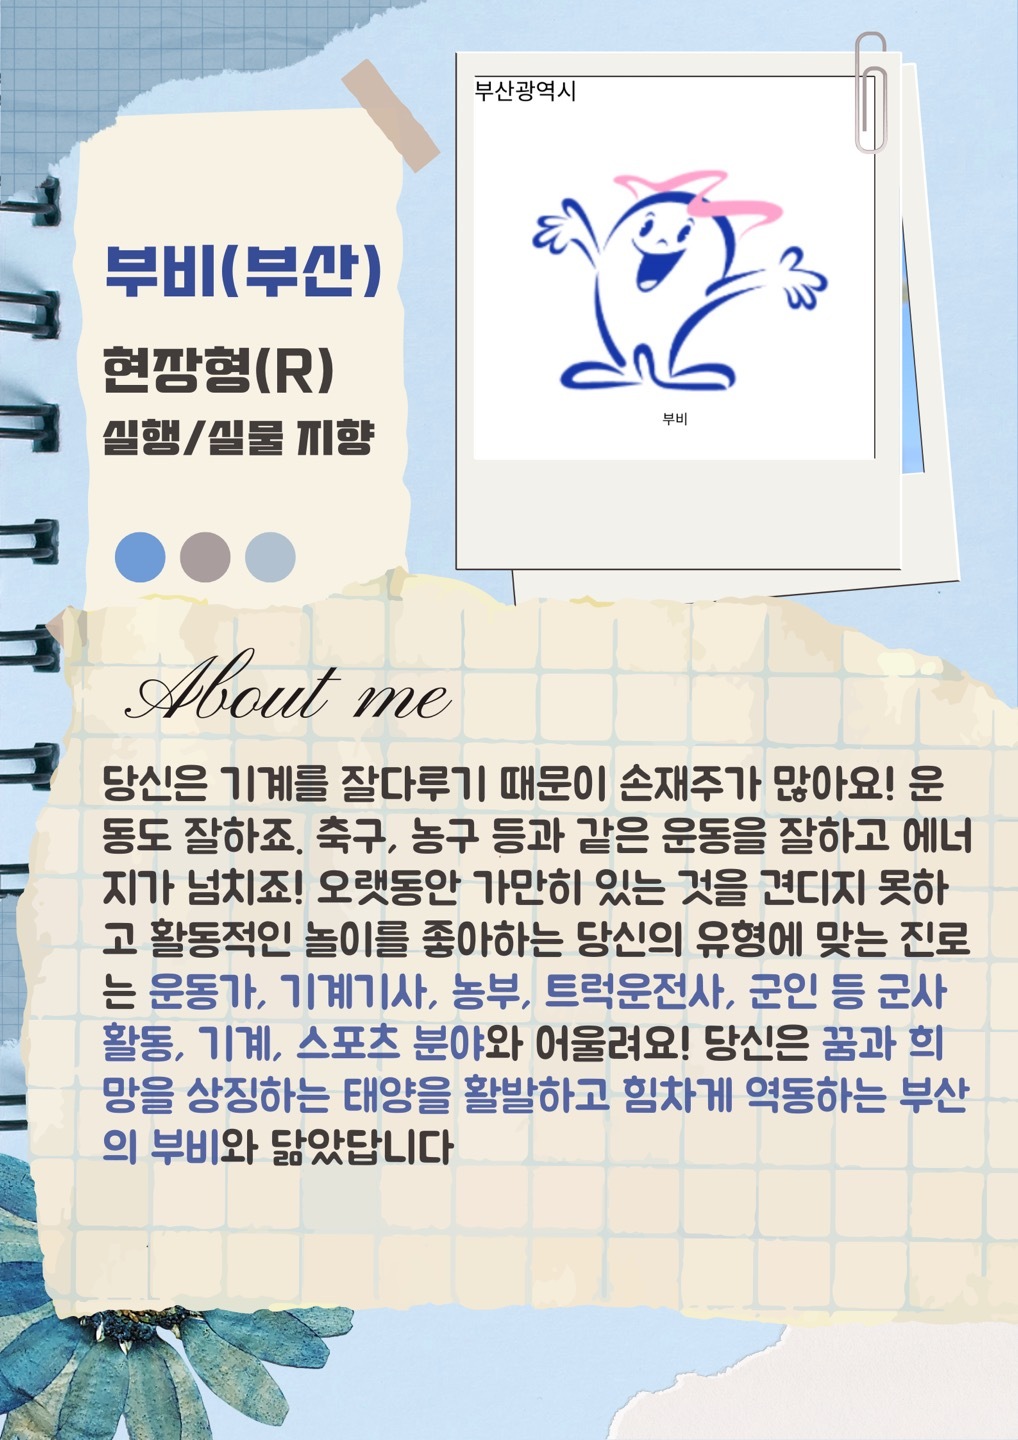 부산광역시
부비
부비(부산)
현장형(R)
실행/실물 지향
About me
당신은 기계를 잘다루기 때문이 손재주가 많아요! 운
동도 잘하죠. 축구, 농구 등과 같은 운동을 잘하고 에너
지가 넘치죠! 오랫동안 가만히 있는 것을 견디지 못하
고 활동적인 놀이를 좋아하는 당신의 유형에 맞는 진로
는 운동가, 기계기사, 농부, 트럭운전사, 군인 등 군사
활동, 기계, 스포츠 분야와 어울려요! 당신은 꿈과 희
망을 상징하는 태양을 활발하고 힘차게 역동하는 부산
의 부비와 닮았답니다